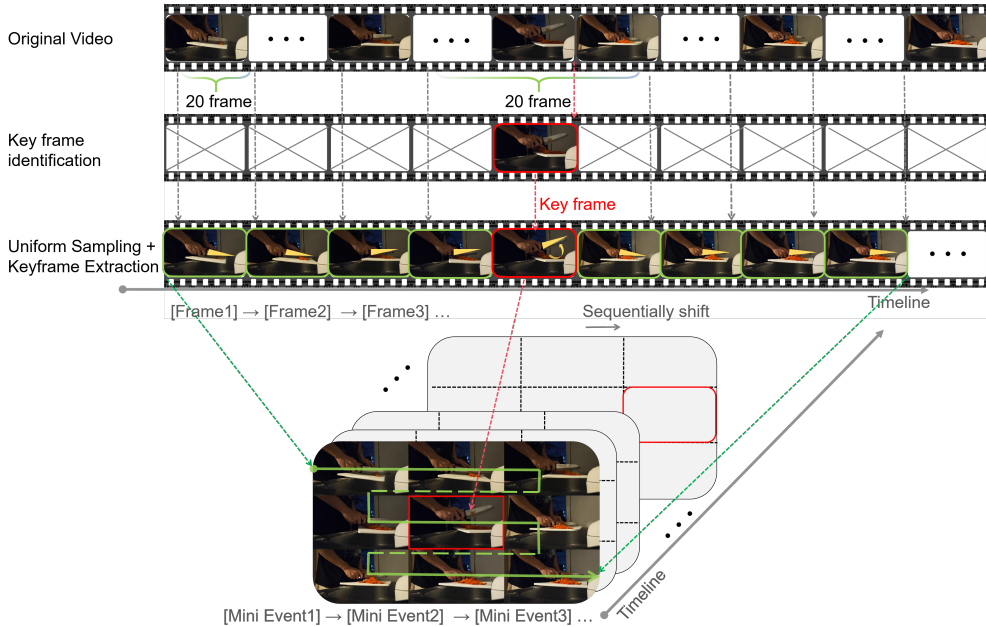 Original Video
20 frame
20 frame
Key frame
identification
Key frame
Uniform Sampling +
Keyframe Extraction
[Frame1] → [Frame2] → [Frame3] ...
Timeline
Sequentially shift
Timeline
[Mini Event1] → [Mini Event2] → [Mini Event3] ...